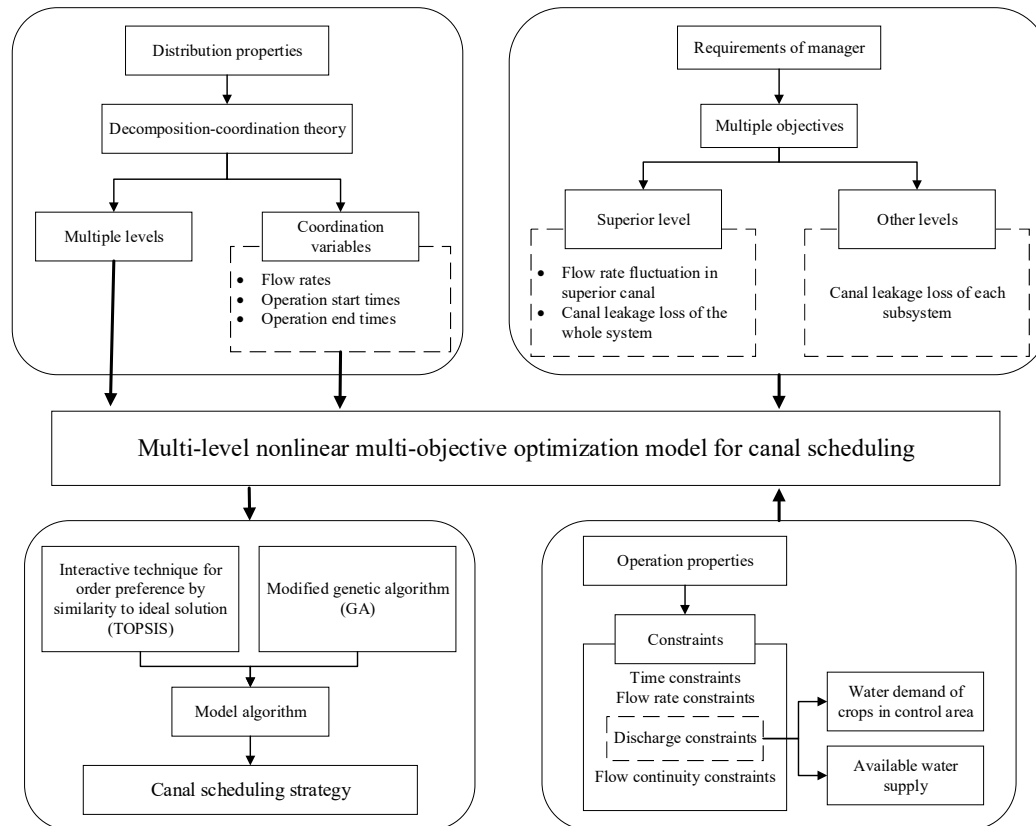 Distribution properties
Decomposition-coordination theory
Multiple levels
Coordination
variables
• Flow rates
• Operation start times
• Operation end times
Requirements of manager
Multiple objectives
Superior level
• Flow rate fluctuation in
superior canal
• Canal leakage loss of the
whole system
Other levels
Canal leakage loss of each
subsystem
Multi-level nonlinear multi-objective optimization model for canal scheduling
Interactive technique for
order preference by
similarity to ideal solution
(TOPSIS)
Modified genetic algorithm
(GA)
Model algorithm
Canal scheduling strategy
Operation properties
Constraints
Time constraints
Flow rate constraints
Discharge constraints
Flow continuity constraints
Water demand of
crops in control area
Available water
supply